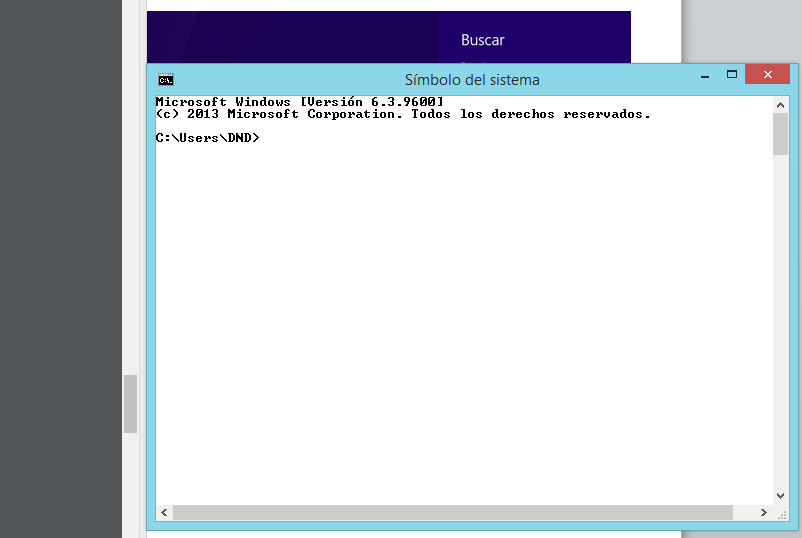 Buscar
Símbolo del sistema
Microsoft Windows [Versión 6.3.9600]
(c) 2013 Microsoft Corporation. Todos los derechos reservados.
C:\Users\DND>